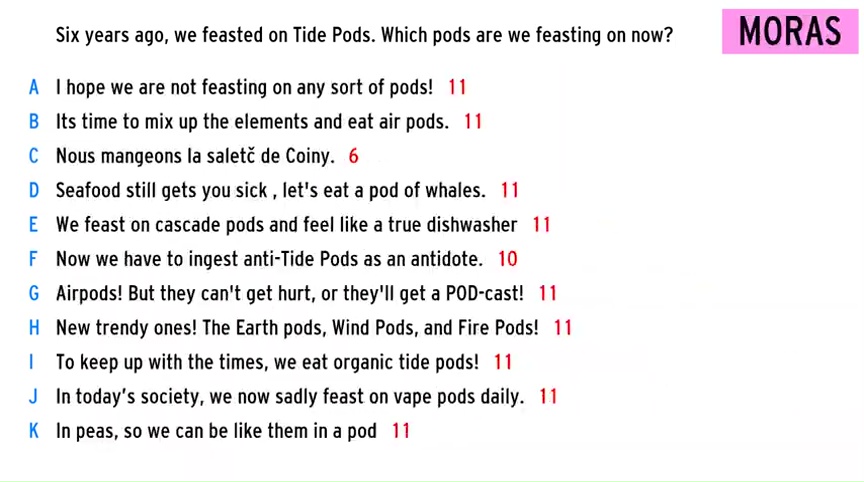 Six years ago, we feasted on Tide Pods. Which pods are we feasting on now?
MORAS
A I hope we are not feasting on any sort of pods! 11
B Its time to mix up the elements and eat air pods. 11
C Nous mangeons la saletč de Coiny. 6
D Seafood still gets you sick , let's eat a pod of whales. 11
E We feast on cascade pods and feel like a true dishwasher 11
F Now we have to ingest anti-Tide Pods as an antidote. 10
G Airpods! But they can't get hurt, or they'll get a POD-cast! 11
H New trendy ones! The Earth pods, Wind Pods, and Fire Pods! 11
I To keep up with the times, we eat organic tide pods! 11
J In today's society, we now sadly feast on vape pods daily. 11
K In peas, so we can be like them in a pod 11